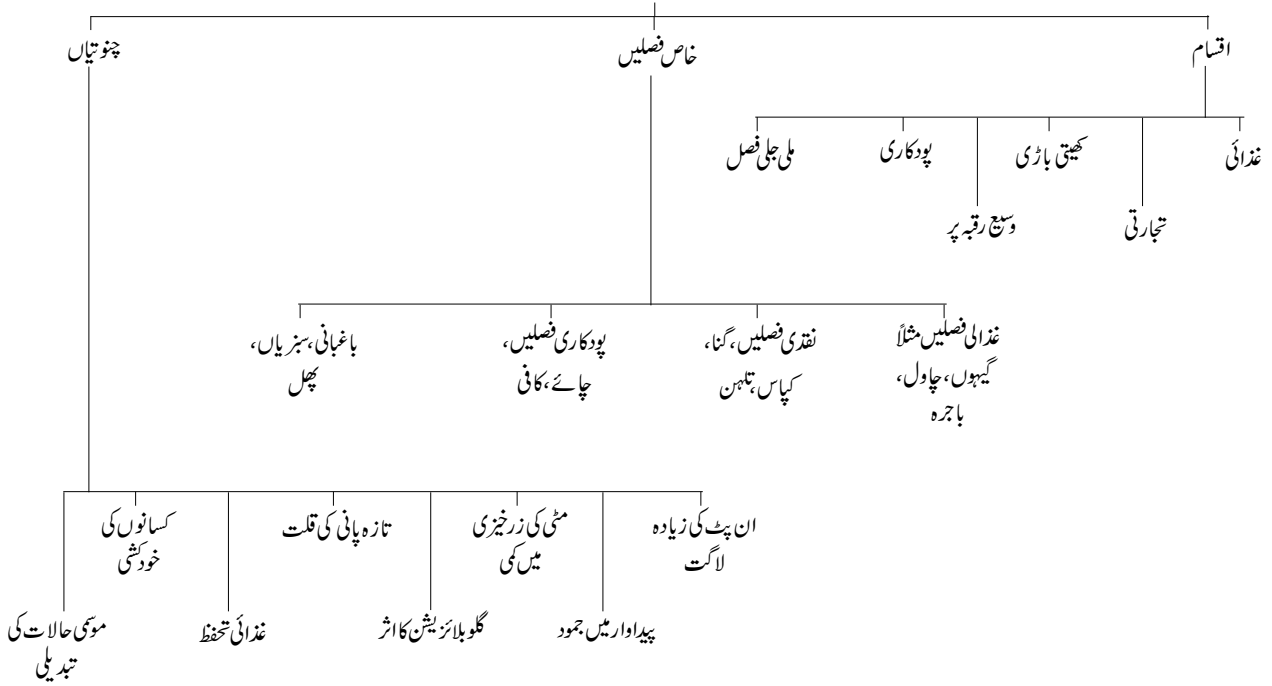 اقسام
خاص فصلیں
چنوتیاں
غذائی
کھیتی باڑی
پودکاری
ملی جلی فصل
تجارتی
وسیع رقبہ پر
غذالی فصلیں مثلاً
گیہوں، چاول،
باجرہ
نقدی فصلیں، گنا،
کپاس، تلہن
پودکاری فصلیں،
چائے، کافی
باغبانی، سبزیاں،
پھل
ان پٹ کی زیادہ
لاگت
مٹی کی زرخیزی
میں کمی
تازہ پانی کی قلت
کسانوں کی
خودکشی
پیداوار میں جمود
گلوبلائزیشن کا اثر
غذائی تحفظ
موسمی حالات کی
تبدیلی